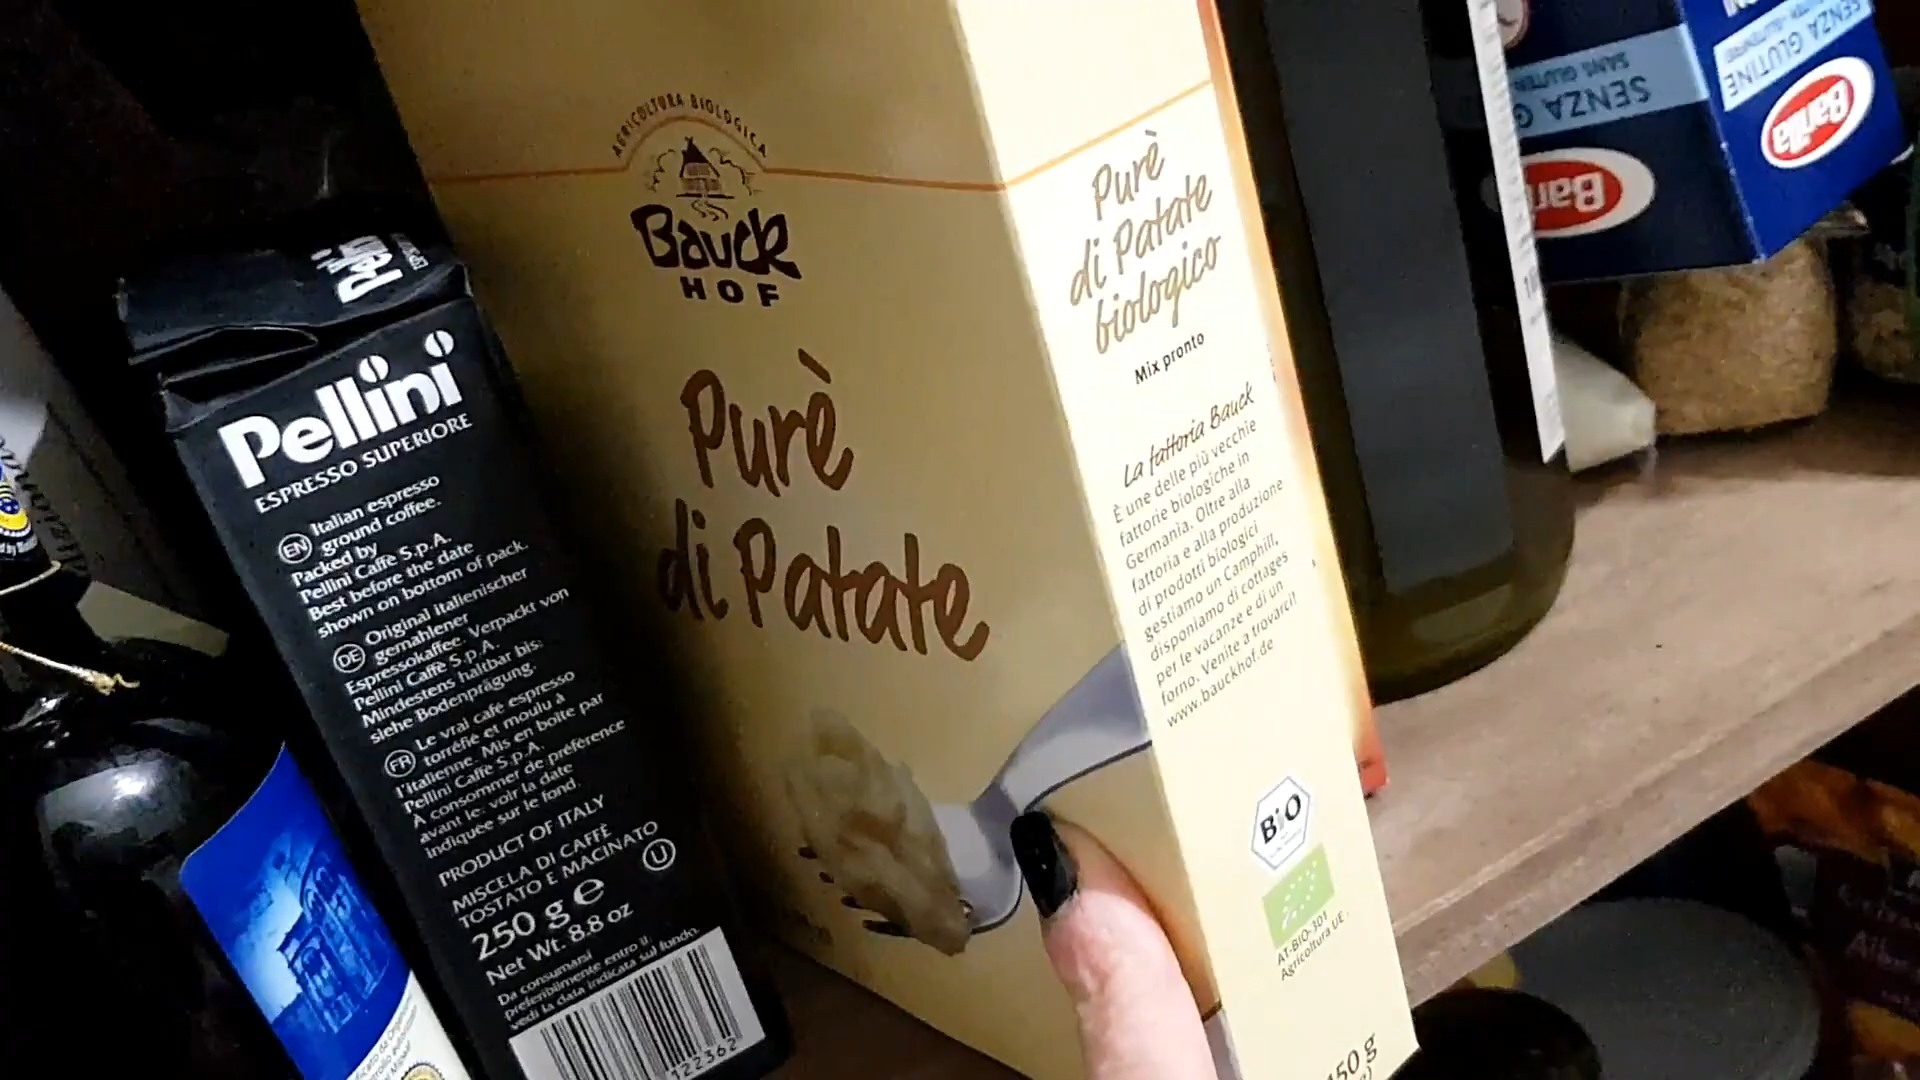 Pellini
ESPRESSO SUPERIORE
EN Italian espresso
ground coffee.
Packed by
Pellini Caffè S.p.A.
Best before the date
shown on bottom of pack.
DE Original italienischer
gemahlener
Espressokaffee. Verpackt von
Pellini Caffè S.p.A.
Mindestens haltbar bis:
siehe Bodenprägung.
FR Le vrai café espresso
torréfié et moulu à
l'italienne. Mis en boîte par
Pellini Caffè S.p.A.
À consommer de préférence
avant le: voir la date
indiquée sur le fond.
PRODUCT OF ITALY
MISCELA DI CAFFÈ
TOSTATO E MACINATO
U
250 g e
Net Wt. 8.8 oz
Da consumarsi
preferibilmente entro il:
vedi la data indicata sul fondo.
122362
AGRICOLTURA BIOLOGICA
Bauck
HOF
Purè
di Patate
Purè
di Patate
biologico
Mix pronto
La fattoria Bauck
È une delle più vecchie
fattorie biologiche in
Germania. Oltre alla
fattoria e alla produzione
di prodotti biologici
gestiamo un Camphill,
disponiamo di cottages
per le vacanze e di un
forno. Venite a trovarci!
www.bauckhof.de
BiO
AT-BIO-301
Agricoltura UE
SENZA G
SANS GLUTEN
Bari
SENZA GLUTINE
Barilla